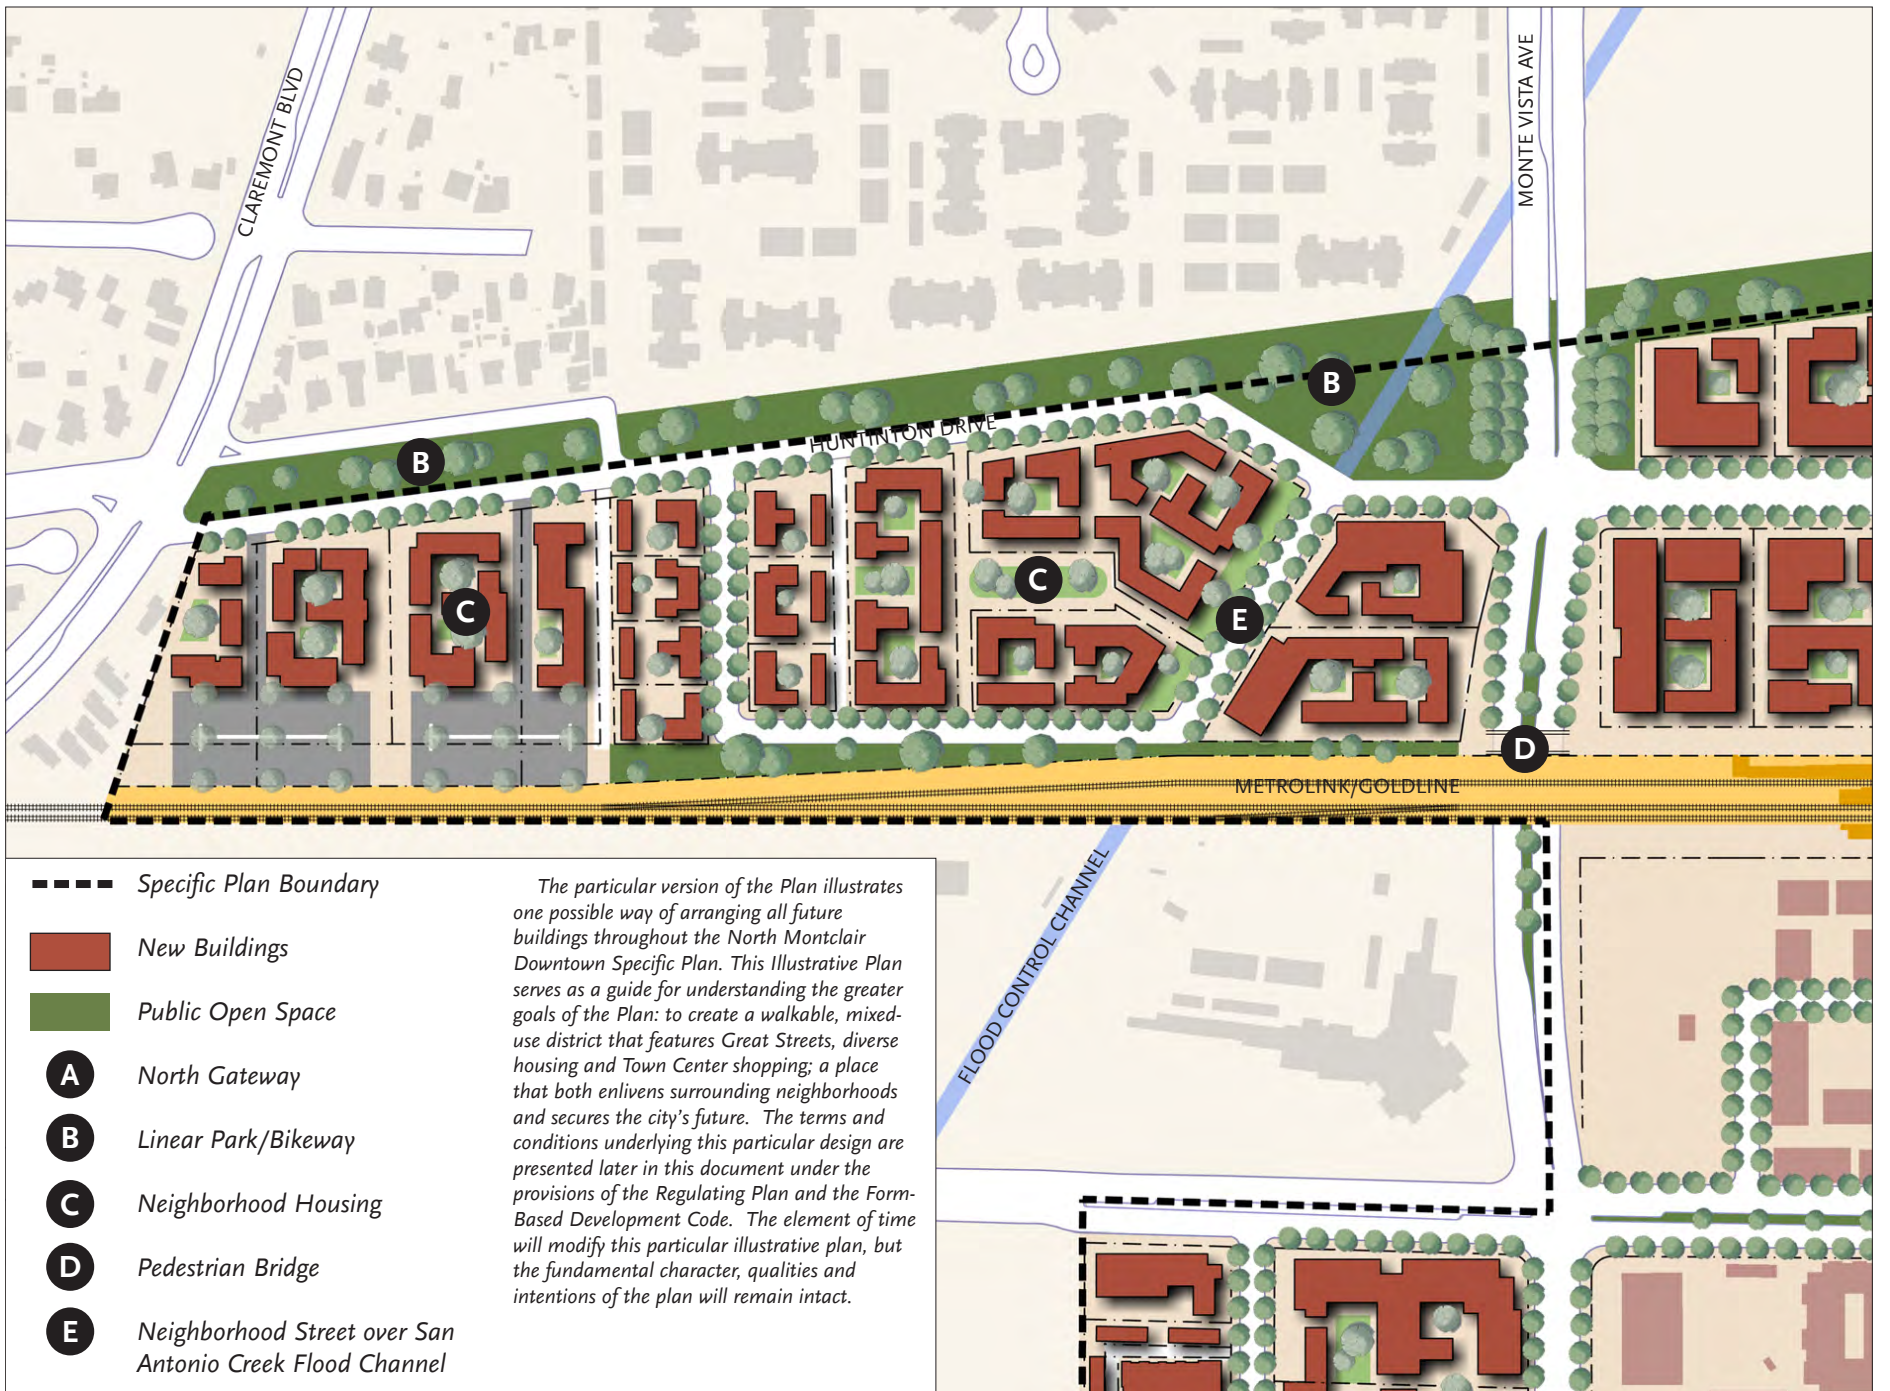 CLAREMONT BLVD
MONTE VISTA AVE
B
HUNTINTON DRIVE
B
C
C
E
D
METROLINK/GOLDLINE
FLOOD CONTROL CHANNEL
Specific Plan Boundary
New Buildings
Public Open Space
A North Gateway
B Linear Park/Bikeway
C Neighborhood Housing
D Pedestrian Bridge
E Neighborhood Street over San
Antonio Creek Flood Channel
The particular version of the Plan illustrates
one possible way of arranging all future
buildings throughout the North Montclair
Downtown Specific Plan. This Illustrative Plan
serves as a guide for understanding the greater
goals of the Plan: to create a walkable, mixed-
use district that features Great Streets, diverse
housing and Town Center shopping; a place
that both enlivens surrounding neighborhoods
and secures the city's future. The terms and
conditions underlying this particular design are
presented later in this document under the
provisions of the Regulating Plan and the Form-
Based Development Code. The element of time
will modify this particular illustrative plan, but
the fundamental character, qualities and
intentions of the plan will remain intact.